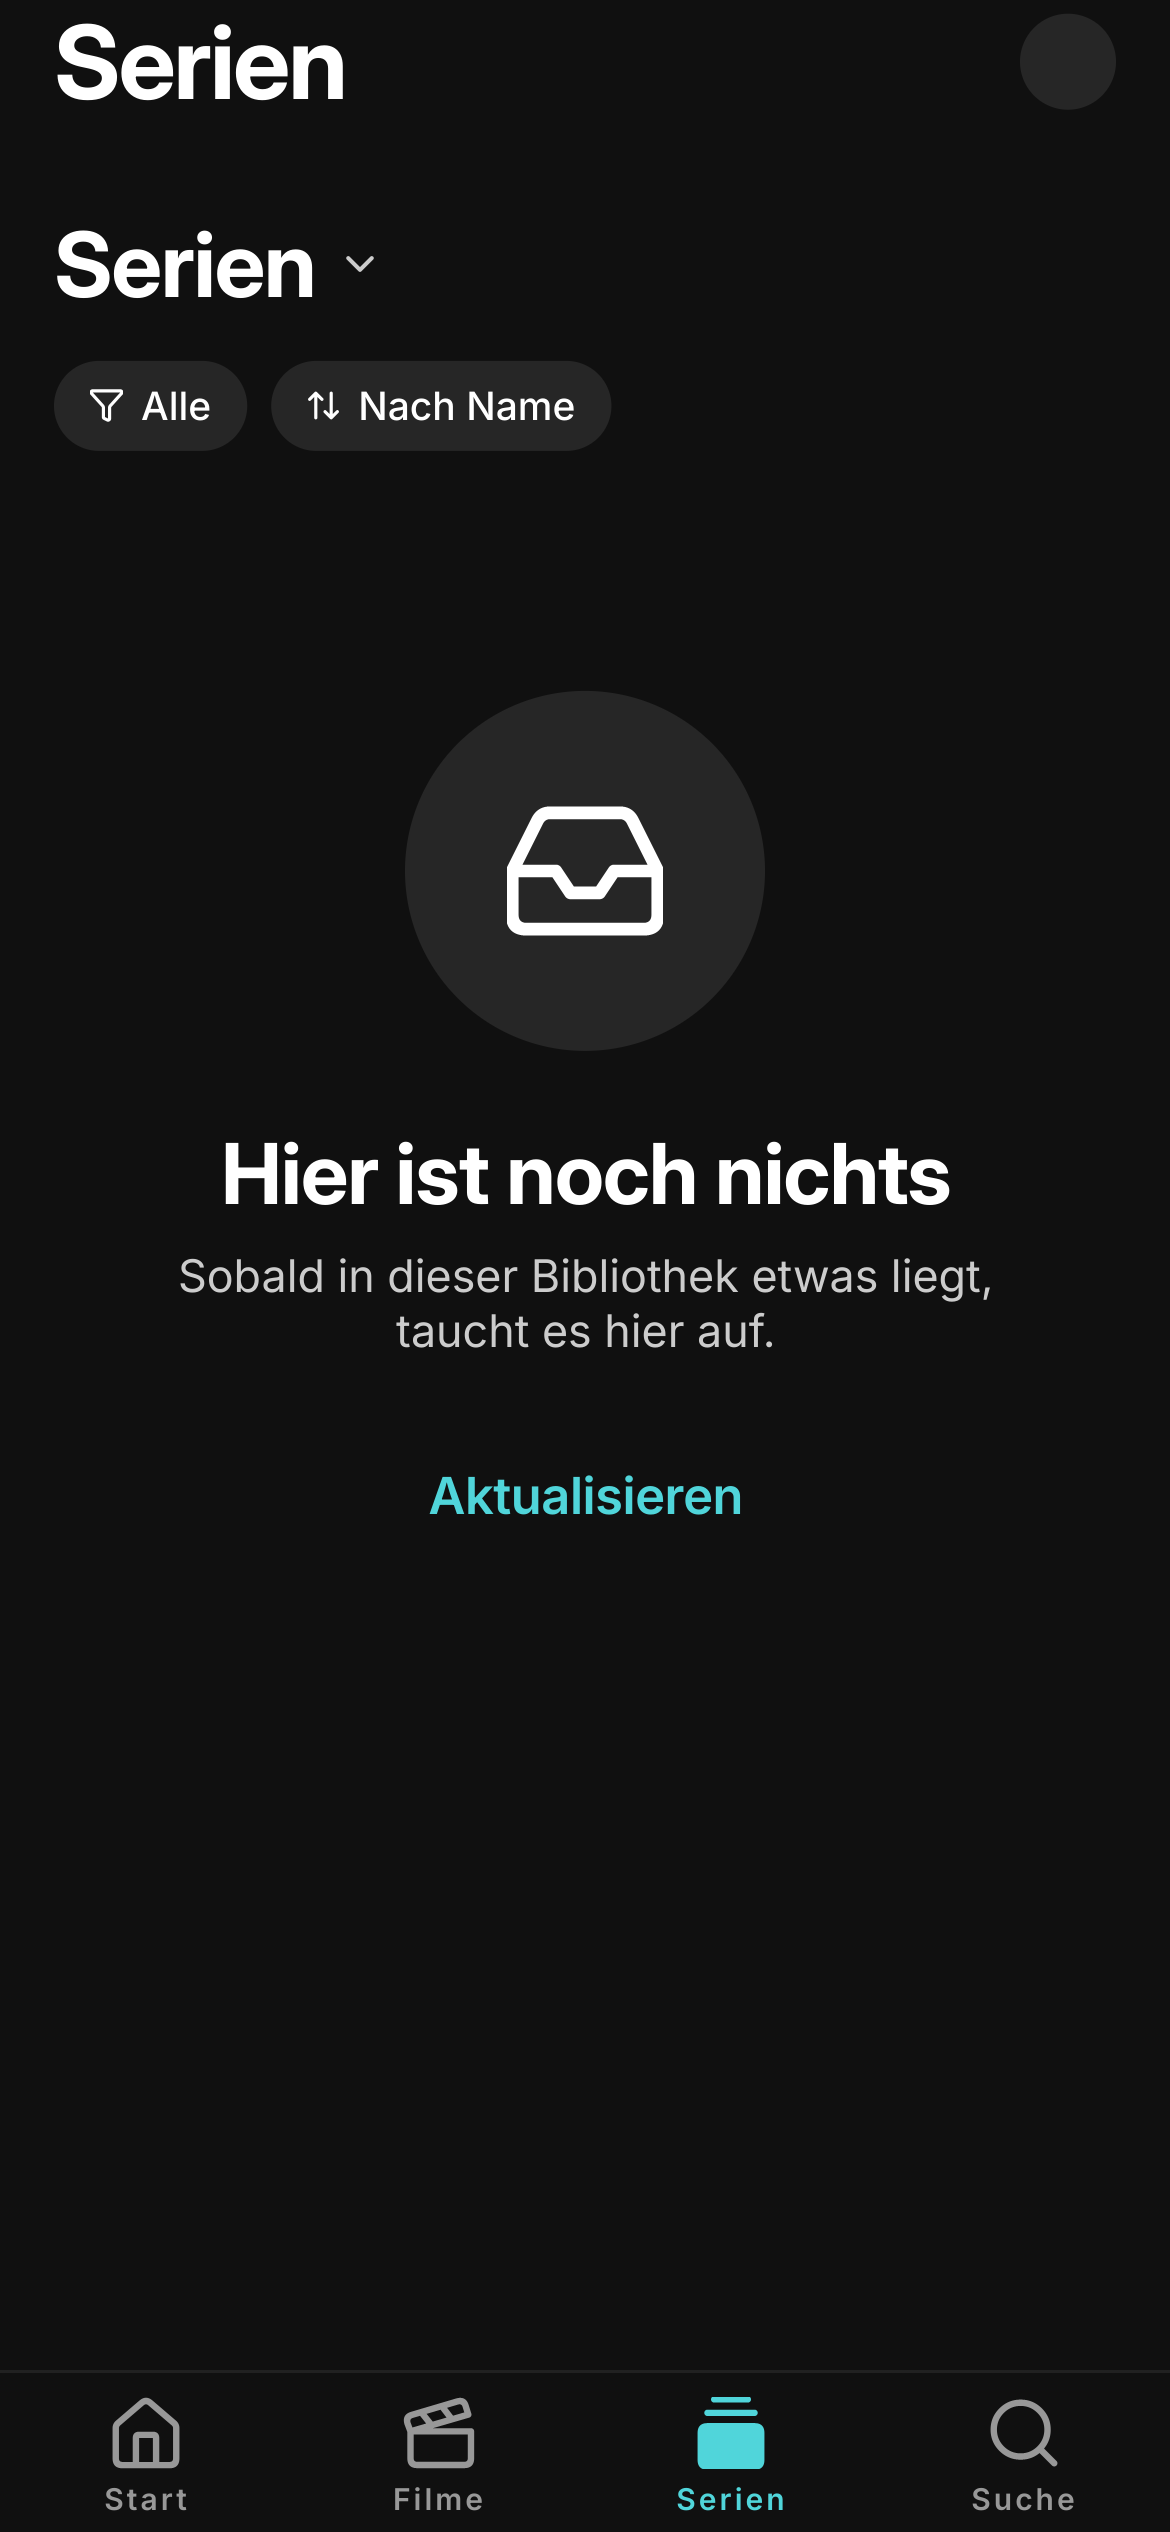 Serien
Serien
Alle
Nach Name
Hier ist noch nichts
Sobald in dieser Bibliothek etwas liegt,
taucht es hier auf.
Aktualisieren
Start
Filme
Serien
Suche